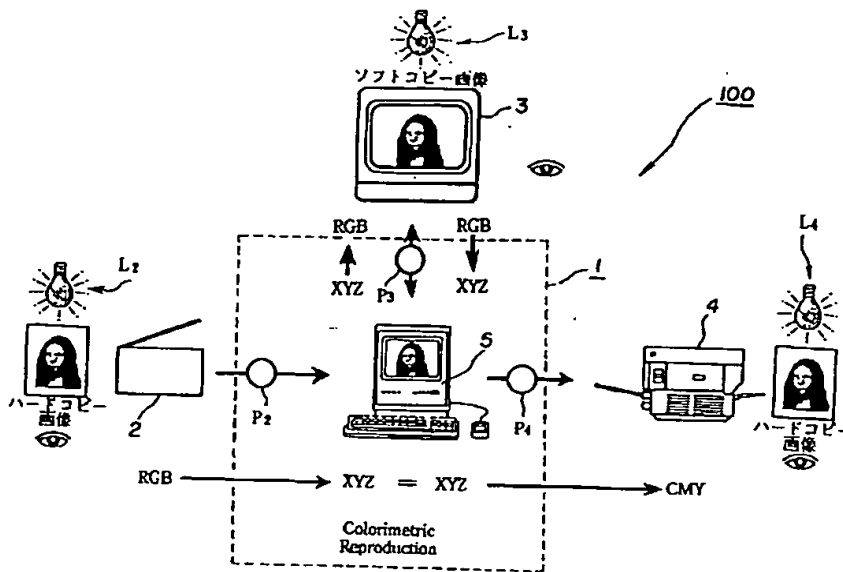 L3
ソフトコピー画像
3
100
RGB
RGB
L4
L2
1
XYZ
P3
XYZ
4
5
ハードコピー
画像
2
P2
P4
ハードコピー
画像
RGB
XYZ = XYZ
CMY
Colorimetric
Reproduction